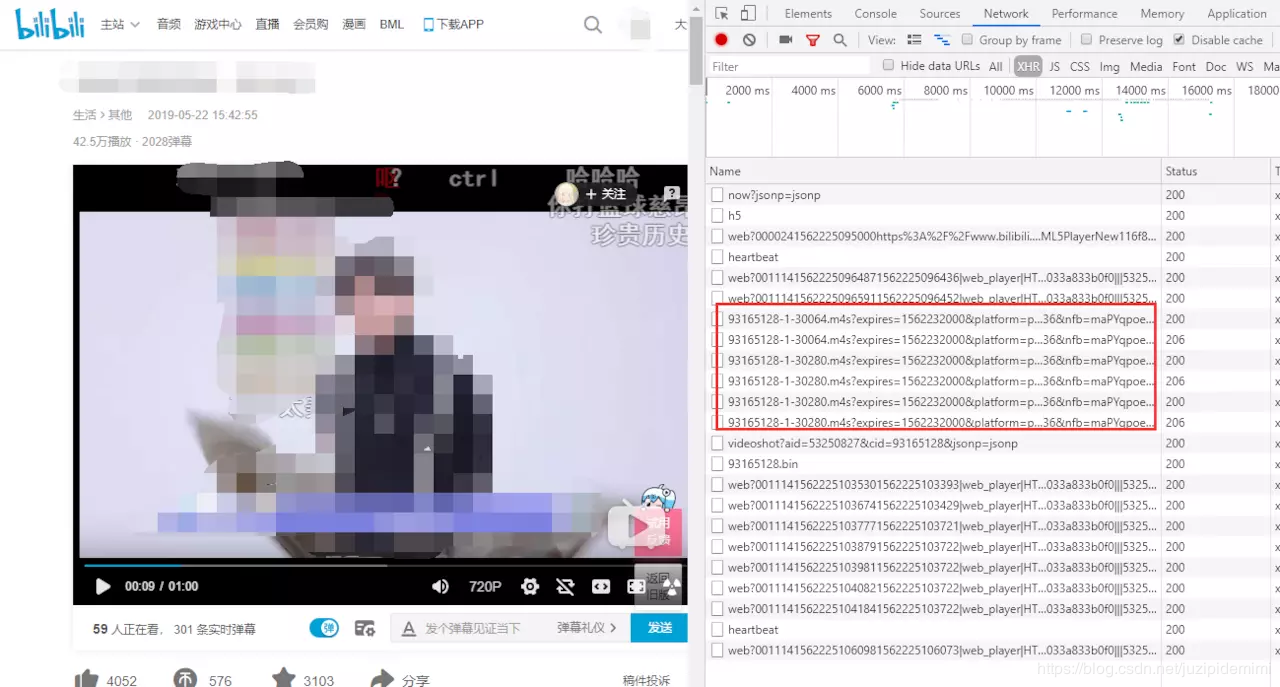 bilibili 主站 音频 游戏中心 直播 会员购 漫画 BML 下载APP 大
生活 > 其他 2019-05-22 15:42:55
42.5万播放 · 2028弹幕
? ctrl 哈哈哈
+ 关注 ?
珍贵历史
试用
反馈
返回
旧版
00:09 / 01:00 720P
59 人正在看， 301 条实时弹幕 弹 A 发个弹幕见证当下 弹幕礼仪 > 发送
4052 576 3103 分享 稿件投诉
Elements Console Sources Network Performance Memory Application
View: Group by frame Preserve log Disable cache
Filter Hide data URLs All XHR JS CSS Img Media Font Doc WS Ma
2000 ms 4000 ms 6000 ms 8000 ms 10000 ms 12000 ms 14000 ms 16000 ms 18000
Name Status T
now?jsonp=jsonp 200 x
h5 200 x
web?0000241562225095000https%3A%2F%2Fwww.bilibili....ML5PlayerNew116f8... 200 x
heartbeat 200 x
web?00111415622250964871562225096436|web_player|HT...033a833b0f0|||5325... 200 x
web?00111415622250965911562225096452|web_player|HT...033a833b0f0|||5325... 200 x
93165128-1-30064.m4s?expires=1562232000&platform=p...36&nfb=maPYqpoe... 200 x
93165128-1-30064.m4s?expires=1562232000&platform=p...36&nfb=maPYqpoe... 206 x
93165128-1-30280.m4s?expires=1562232000&platform=p...36&nfb=maPYqpoe... 200 x
93165128-1-30280.m4s?expires=1562232000&platform=p...36&nfb=maPYqpoe... 206 x
93165128-1-30280.m4s?expires=1562232000&platform=p...36&nfb=maPYqpoe... 206 x
93165128-1-30280.m4s?expires=1562232000&platform=p...36&nfb=maPYqpoe... 206 x
videoshot?aid=53250827&cid=93165128&jsonp=jsonp 200 x
93165128.bin 200 x
web?00111415622251035301562225103393|web_player|HT...033a833b0f0|||5325... 200 x
web?00111415622251036741562225103429|web_player|HT...033a833b0f0|||5325... 200 x
web?00111415622251037771562225103721|web_player|HT...033a833b0f0|||5325... 200 x
web?00111415622251038791562225103722|web_player|HT...033a833b0f0|||5325... 200 x
web?00111415622251039811562225103722|web_player|HT...033a833b0f0|||5325... 200 x
web?00111415622251040821562225103722|web_player|HT...033a833b0f0|||5325... 200 x
web?00111415622251041841562225103722|web_player|HT...033a833b0f0|||5325... 200 x
heartbeat 200 x
web?00111415622251060981562225106073|web_player|HT...033a833b0f0|||5325... 200 x
https://blog.csdn.net/juzipidemimi